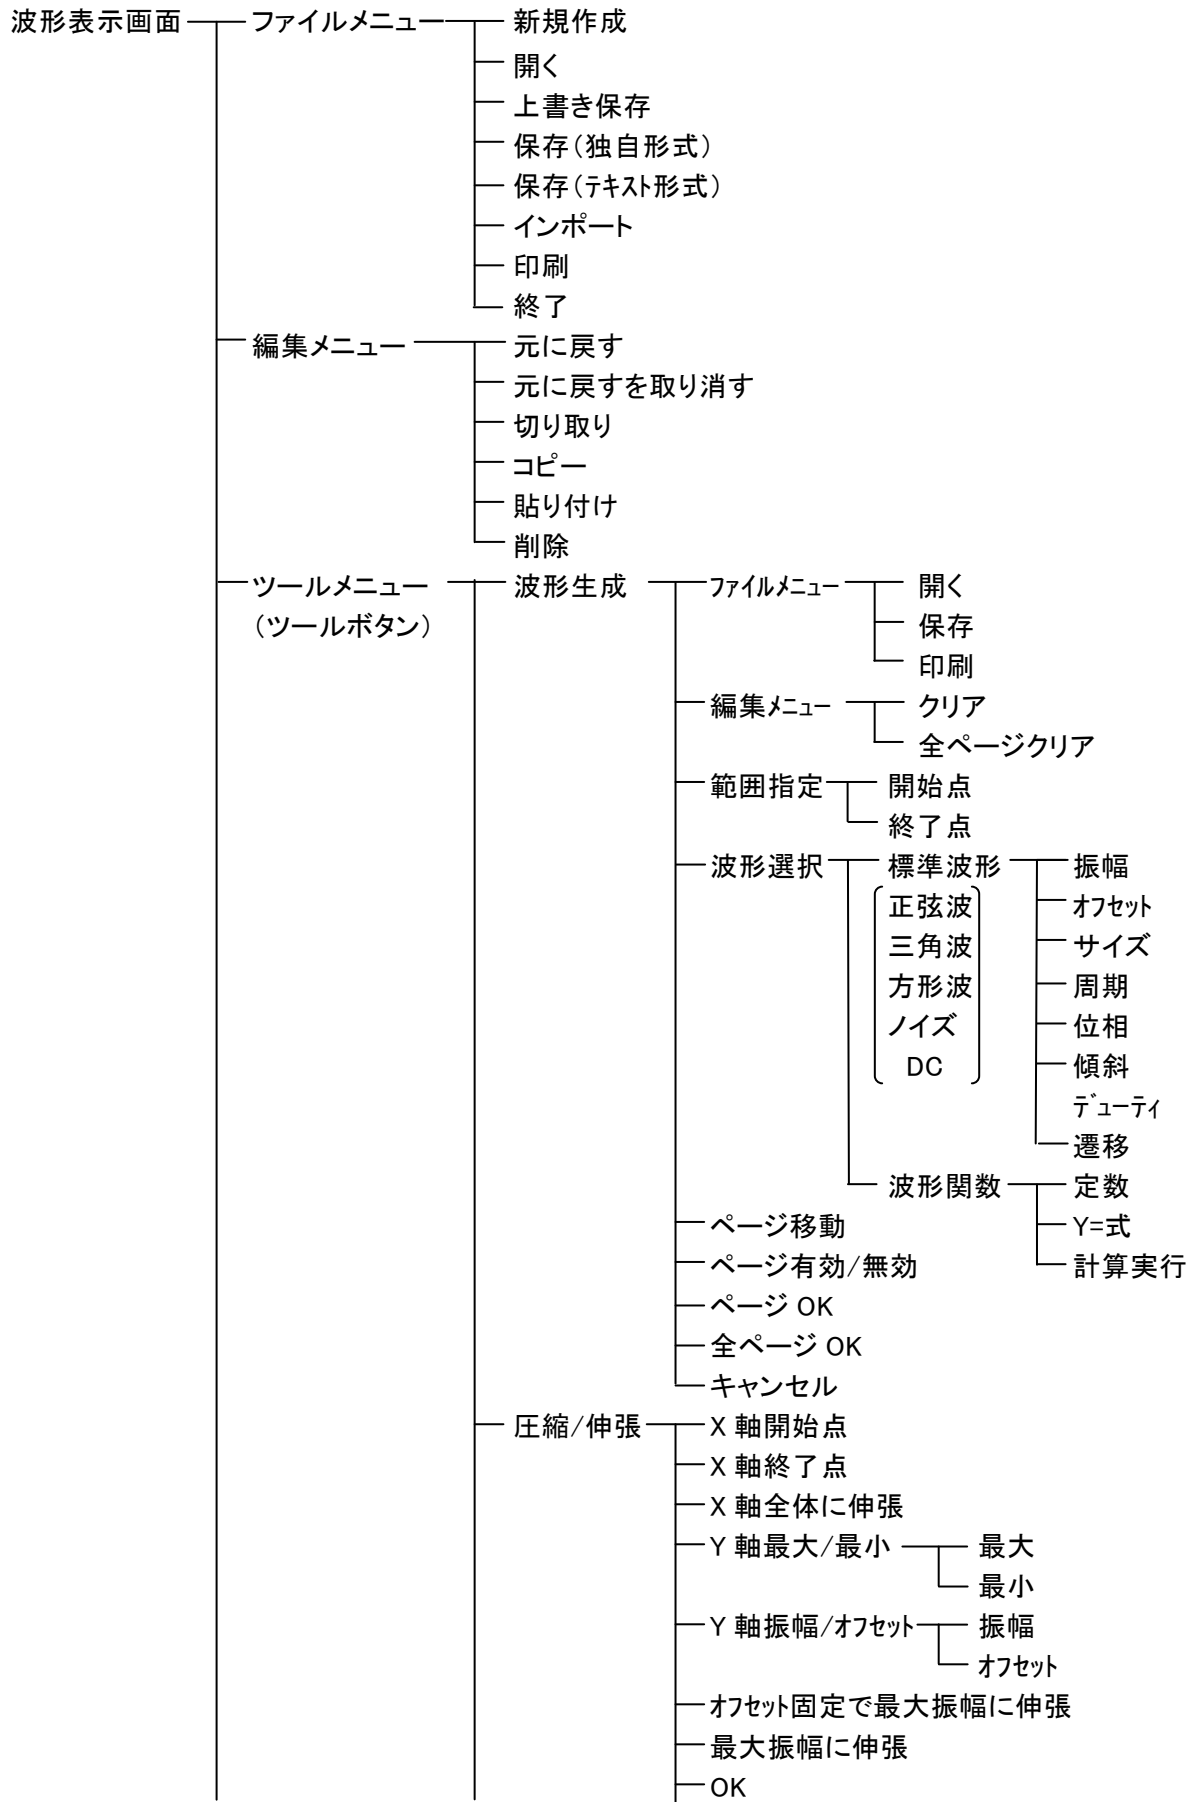 波形表示画面 ファイルメニュー 新規作成
開く
上書き保存
保存(独自形式)
保存(テキスト形式)
インポート
印刷
終了
編集メニュー 元に戻す
元に戻すを取り消す
切り取り
コピー
貼り付け
削除
ツールメニュー 波形生成 ファイルメニュー 開く
(ツールボタン) 保存
印刷
編集メニュー クリア
全ページクリア
範囲指定 開始点
終了点
波形選択 標準波形 振幅
正弦波 オフセット
三角波 サイズ
方形波 周期
ノイズ 位相
DC 傾斜
デューティ
遷移
波形関数 定数
ページ移動 Y=式
ページ有効/無効 計算実行
ページ OK
全ページ OK
キャンセル
圧縮/伸張 X 軸開始点
X 軸終了点
X 軸全体に伸張
Y 軸最大/最小 最大
最小
Y 軸振幅/オフセット 振幅
オフセット
オフセット固定で最大振幅に伸張
最大振幅に伸張
OK